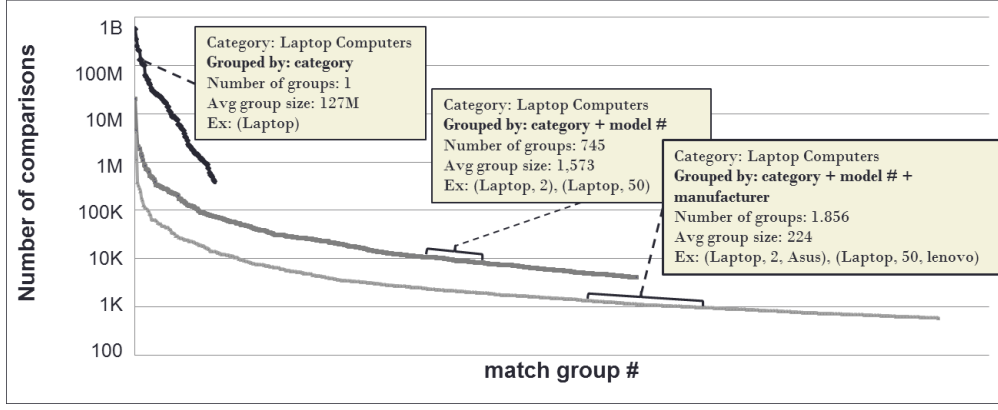 Number of comparisons
1B
100M
10M
1M
100K
10K
1K
100
Category: Laptop Computers
Grouped by: category
Number of groups: 1
Avg group size: 127M
Ex: (Laptop)
Category: Laptop Computers
Grouped by: category + model #
Number of groups: 745
Avg group size: 1,573
Ex: (Laptop, 2), (Laptop, 50)
Category: Laptop Computers
Grouped by: category + model # +
manufacturer
Number of groups: 1.856
Avg group size: 224
Ex: (Laptop, 2, Asus), (Laptop, 50, lenovo)
match group #